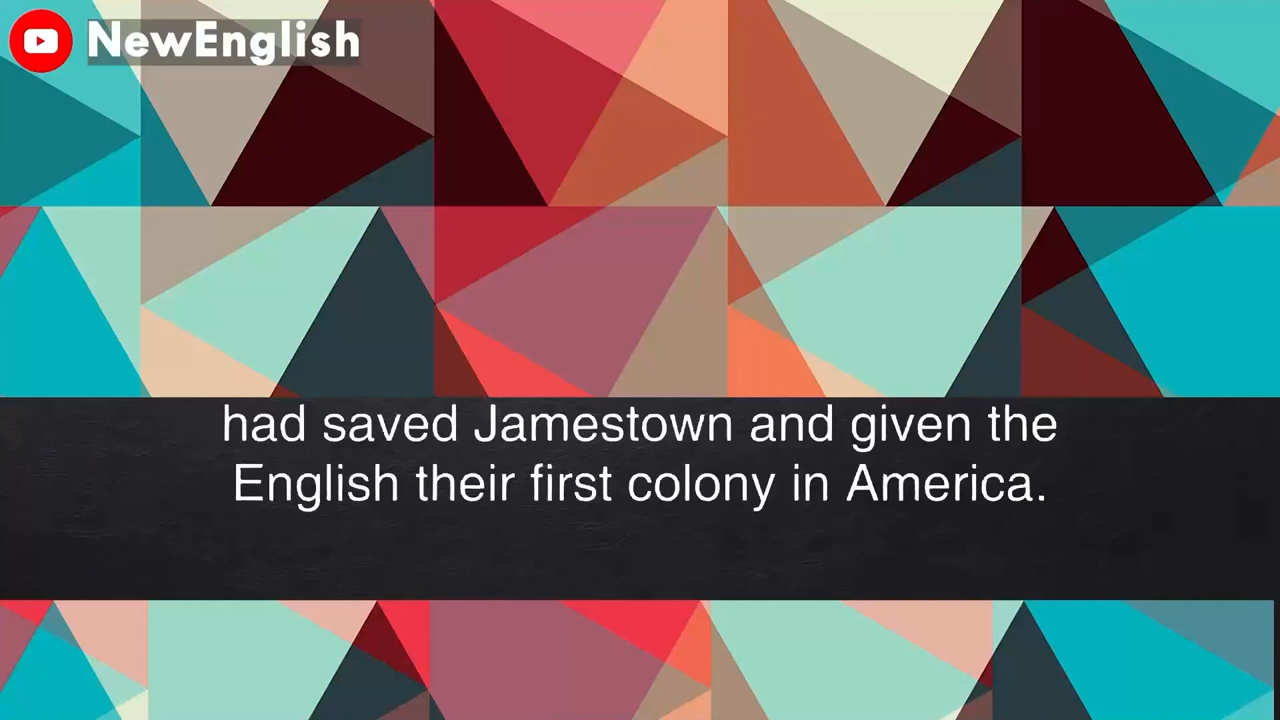 NewEnglish
had saved Jamestown and given the
English their first colony in America.